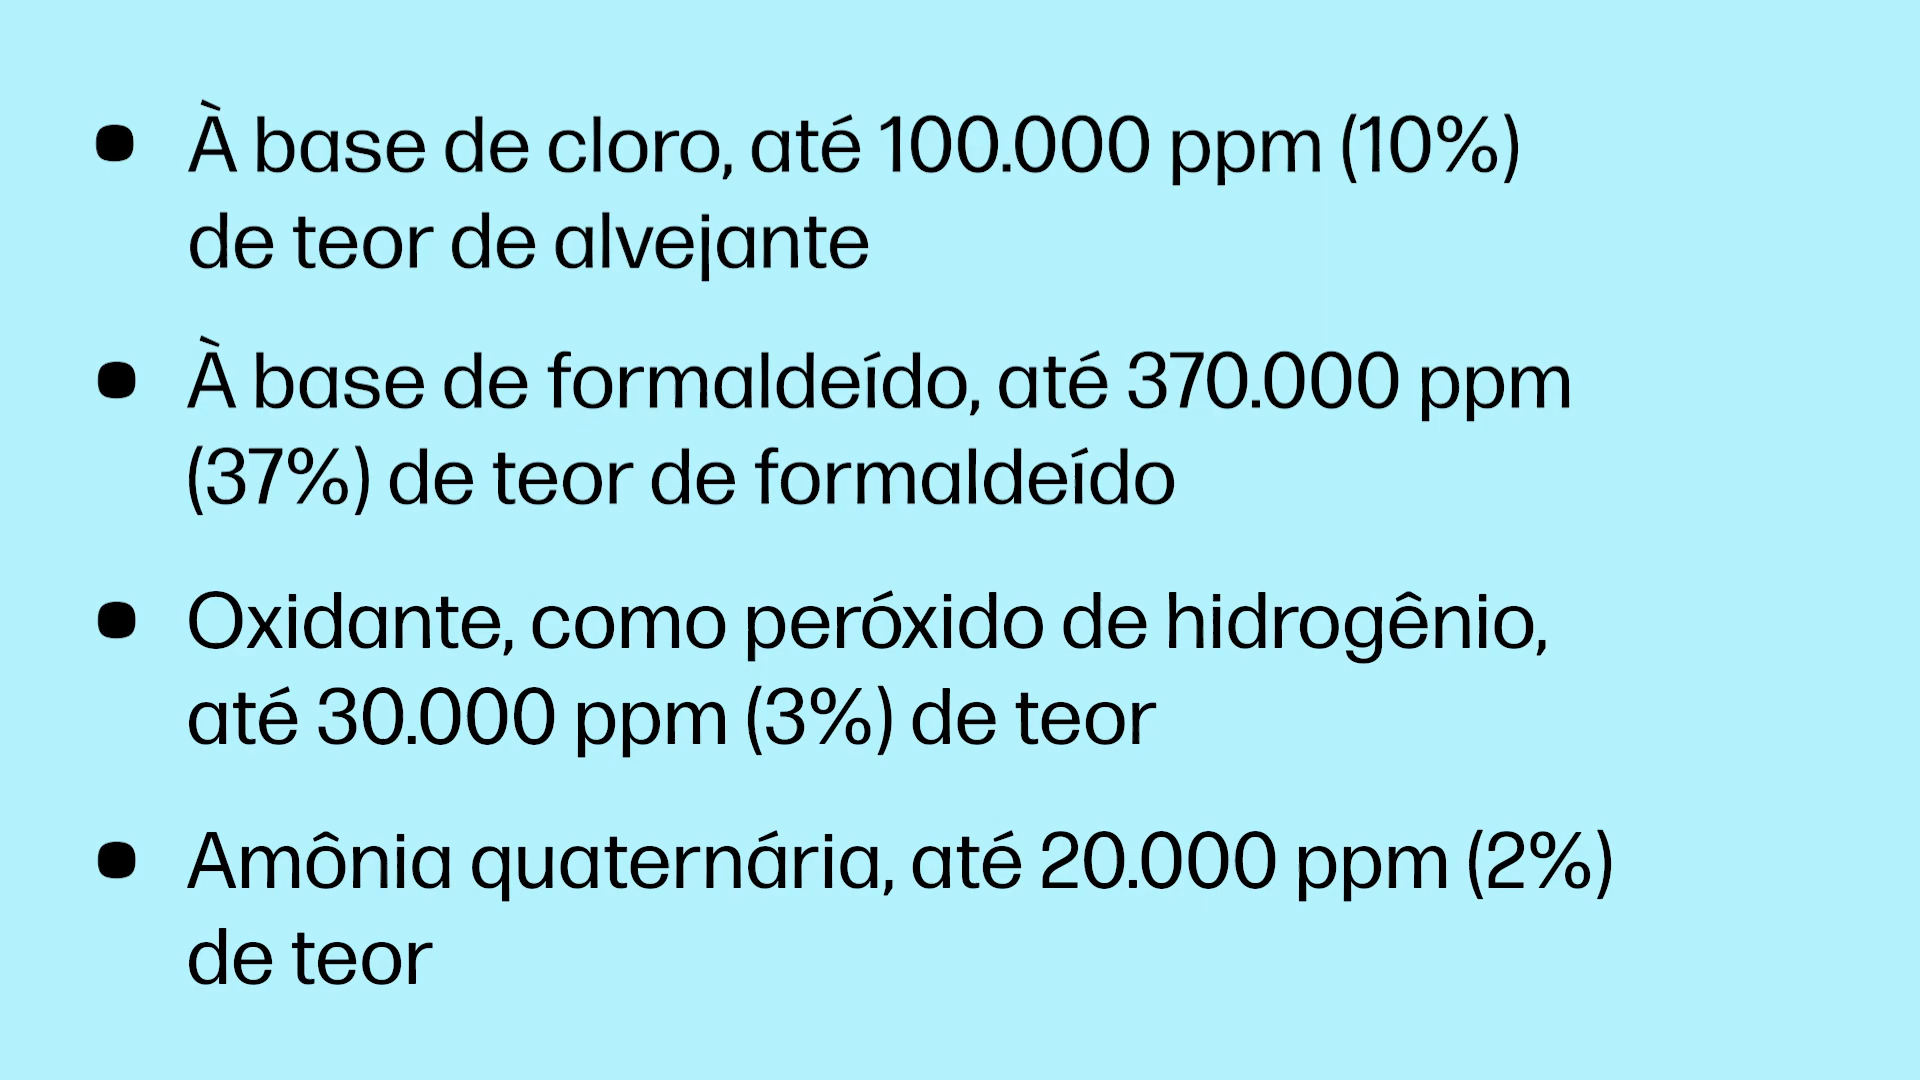 • À base de cloro, até 100.000 ppm (10%)
de teor de alvejante
• À base de formaldeído, até 370.000 ppm
(37%) de teor de formaldeído
• Oxidante, como peróxido de hidrogênio,
até 30.000 ppm (3%) de teor
• Amônia quaternária, até 20.000 ppm (2%)
de teor